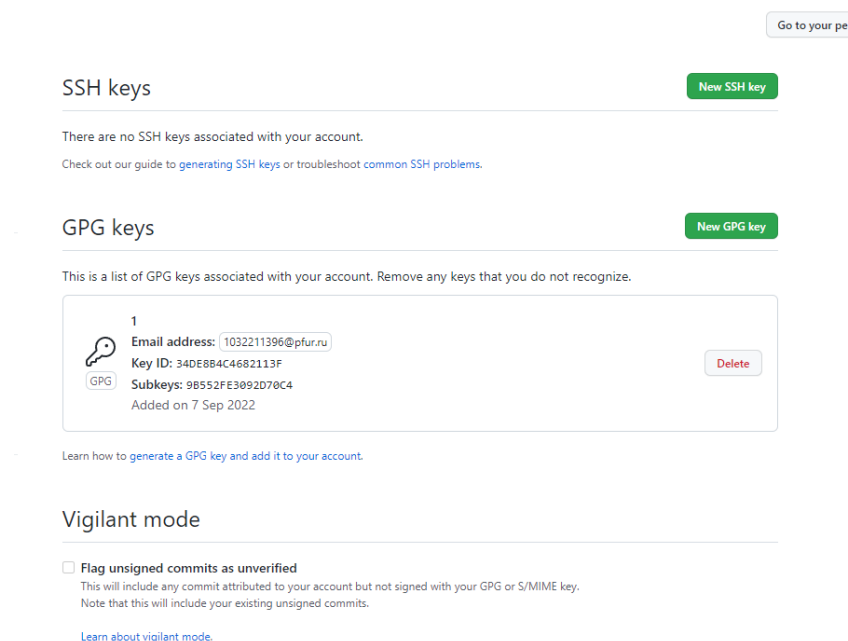 Go to your pe
SSH keys
New SSH key
There are no SSH keys associated with your account.
Check out our guide to generating SSH keys or troubleshoot common SSH problems.
GPG keys
New GPG key
This is a list of GPG keys associated with your account. Remove any keys that you do not recognize.
1
Email address: 1032211396@pfur.ru
Key ID: 34DE8B4C4682113F
GPG
Subkeys: 9B552FE3092D70C4
Delete
Added on 7 Sep 2022
Learn how to generate a GPG key and add it to your account.
Vigilant mode
Flag unsigned commits as unverified
This will include any commit attributed to your account but not signed with your GPG or S/MIME key.
Note that this will include your existing unsigned commits.
Learn about vigilant mode.